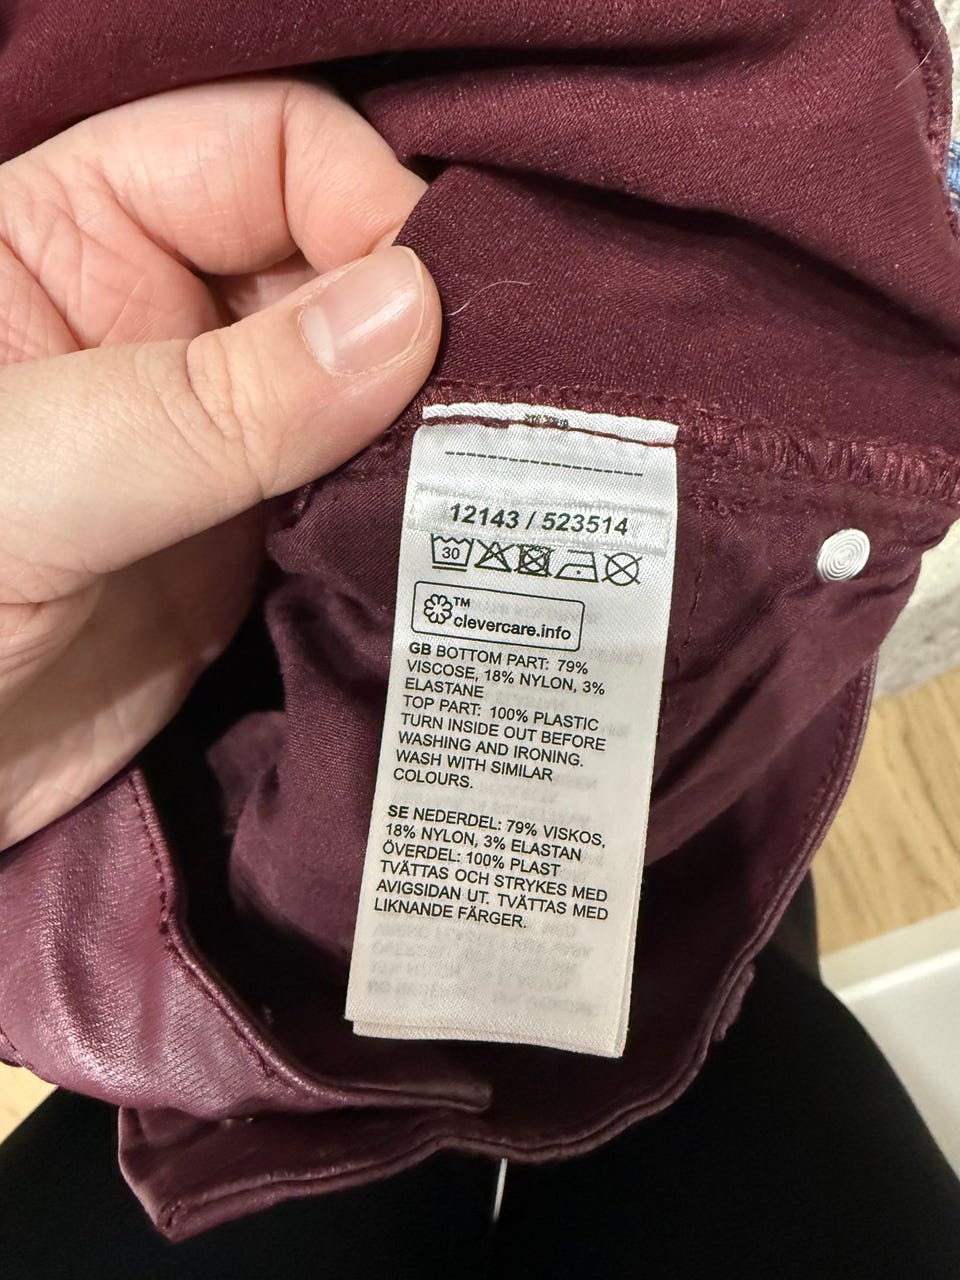 12143 / 523514
30
TM
clevercare.info
GB BOTTOM PART: 79%
VISCOSE, 18% NYLON, 3%
ELASTANE
TOP PART: 100% PLASTIC
TURN INSIDE OUT BEFORE
WASHING AND IRONING.
WASH WITH SIMILAR
COLOURS.
SE NEDERDEL: 79% VISKOS,
18% NYLON, 3% ELASTAN
ÖVERDEL: 100% PLAST
TVÄTTAS OCH STRYKES MED
AVIGSIDAN UT. TVÄTTAS MED
LIKNANDE FÄRGER.